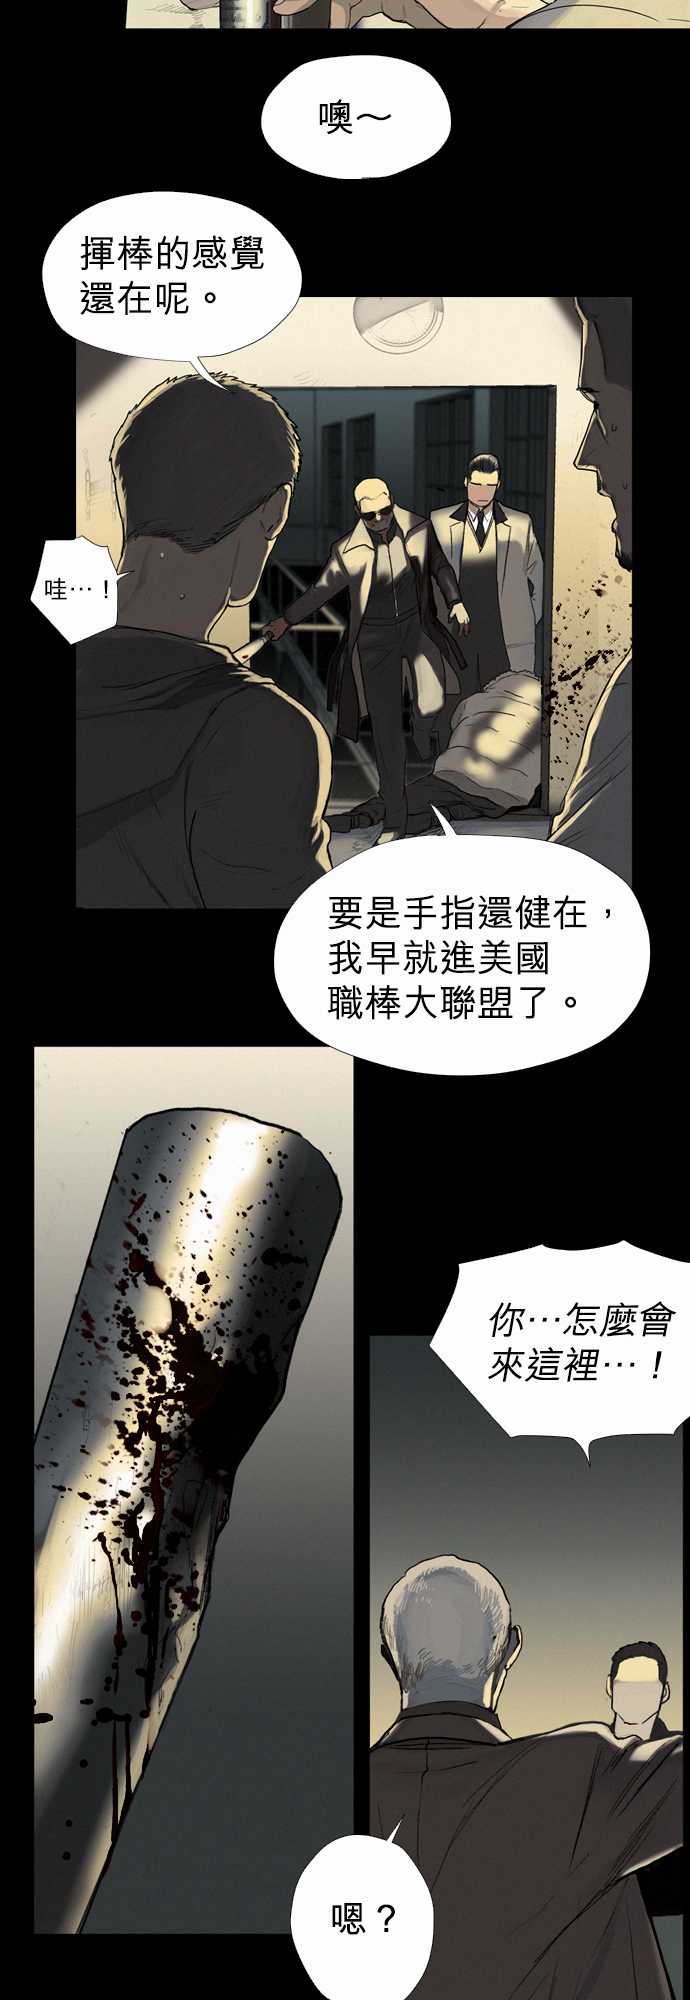 噢～
揮棒的感覺
還在呢。
哇⋯！
要是手指還健在，
我早就進美國
職棒大聯盟了。
你⋯怎麼會
來這裡⋯！
嗯？